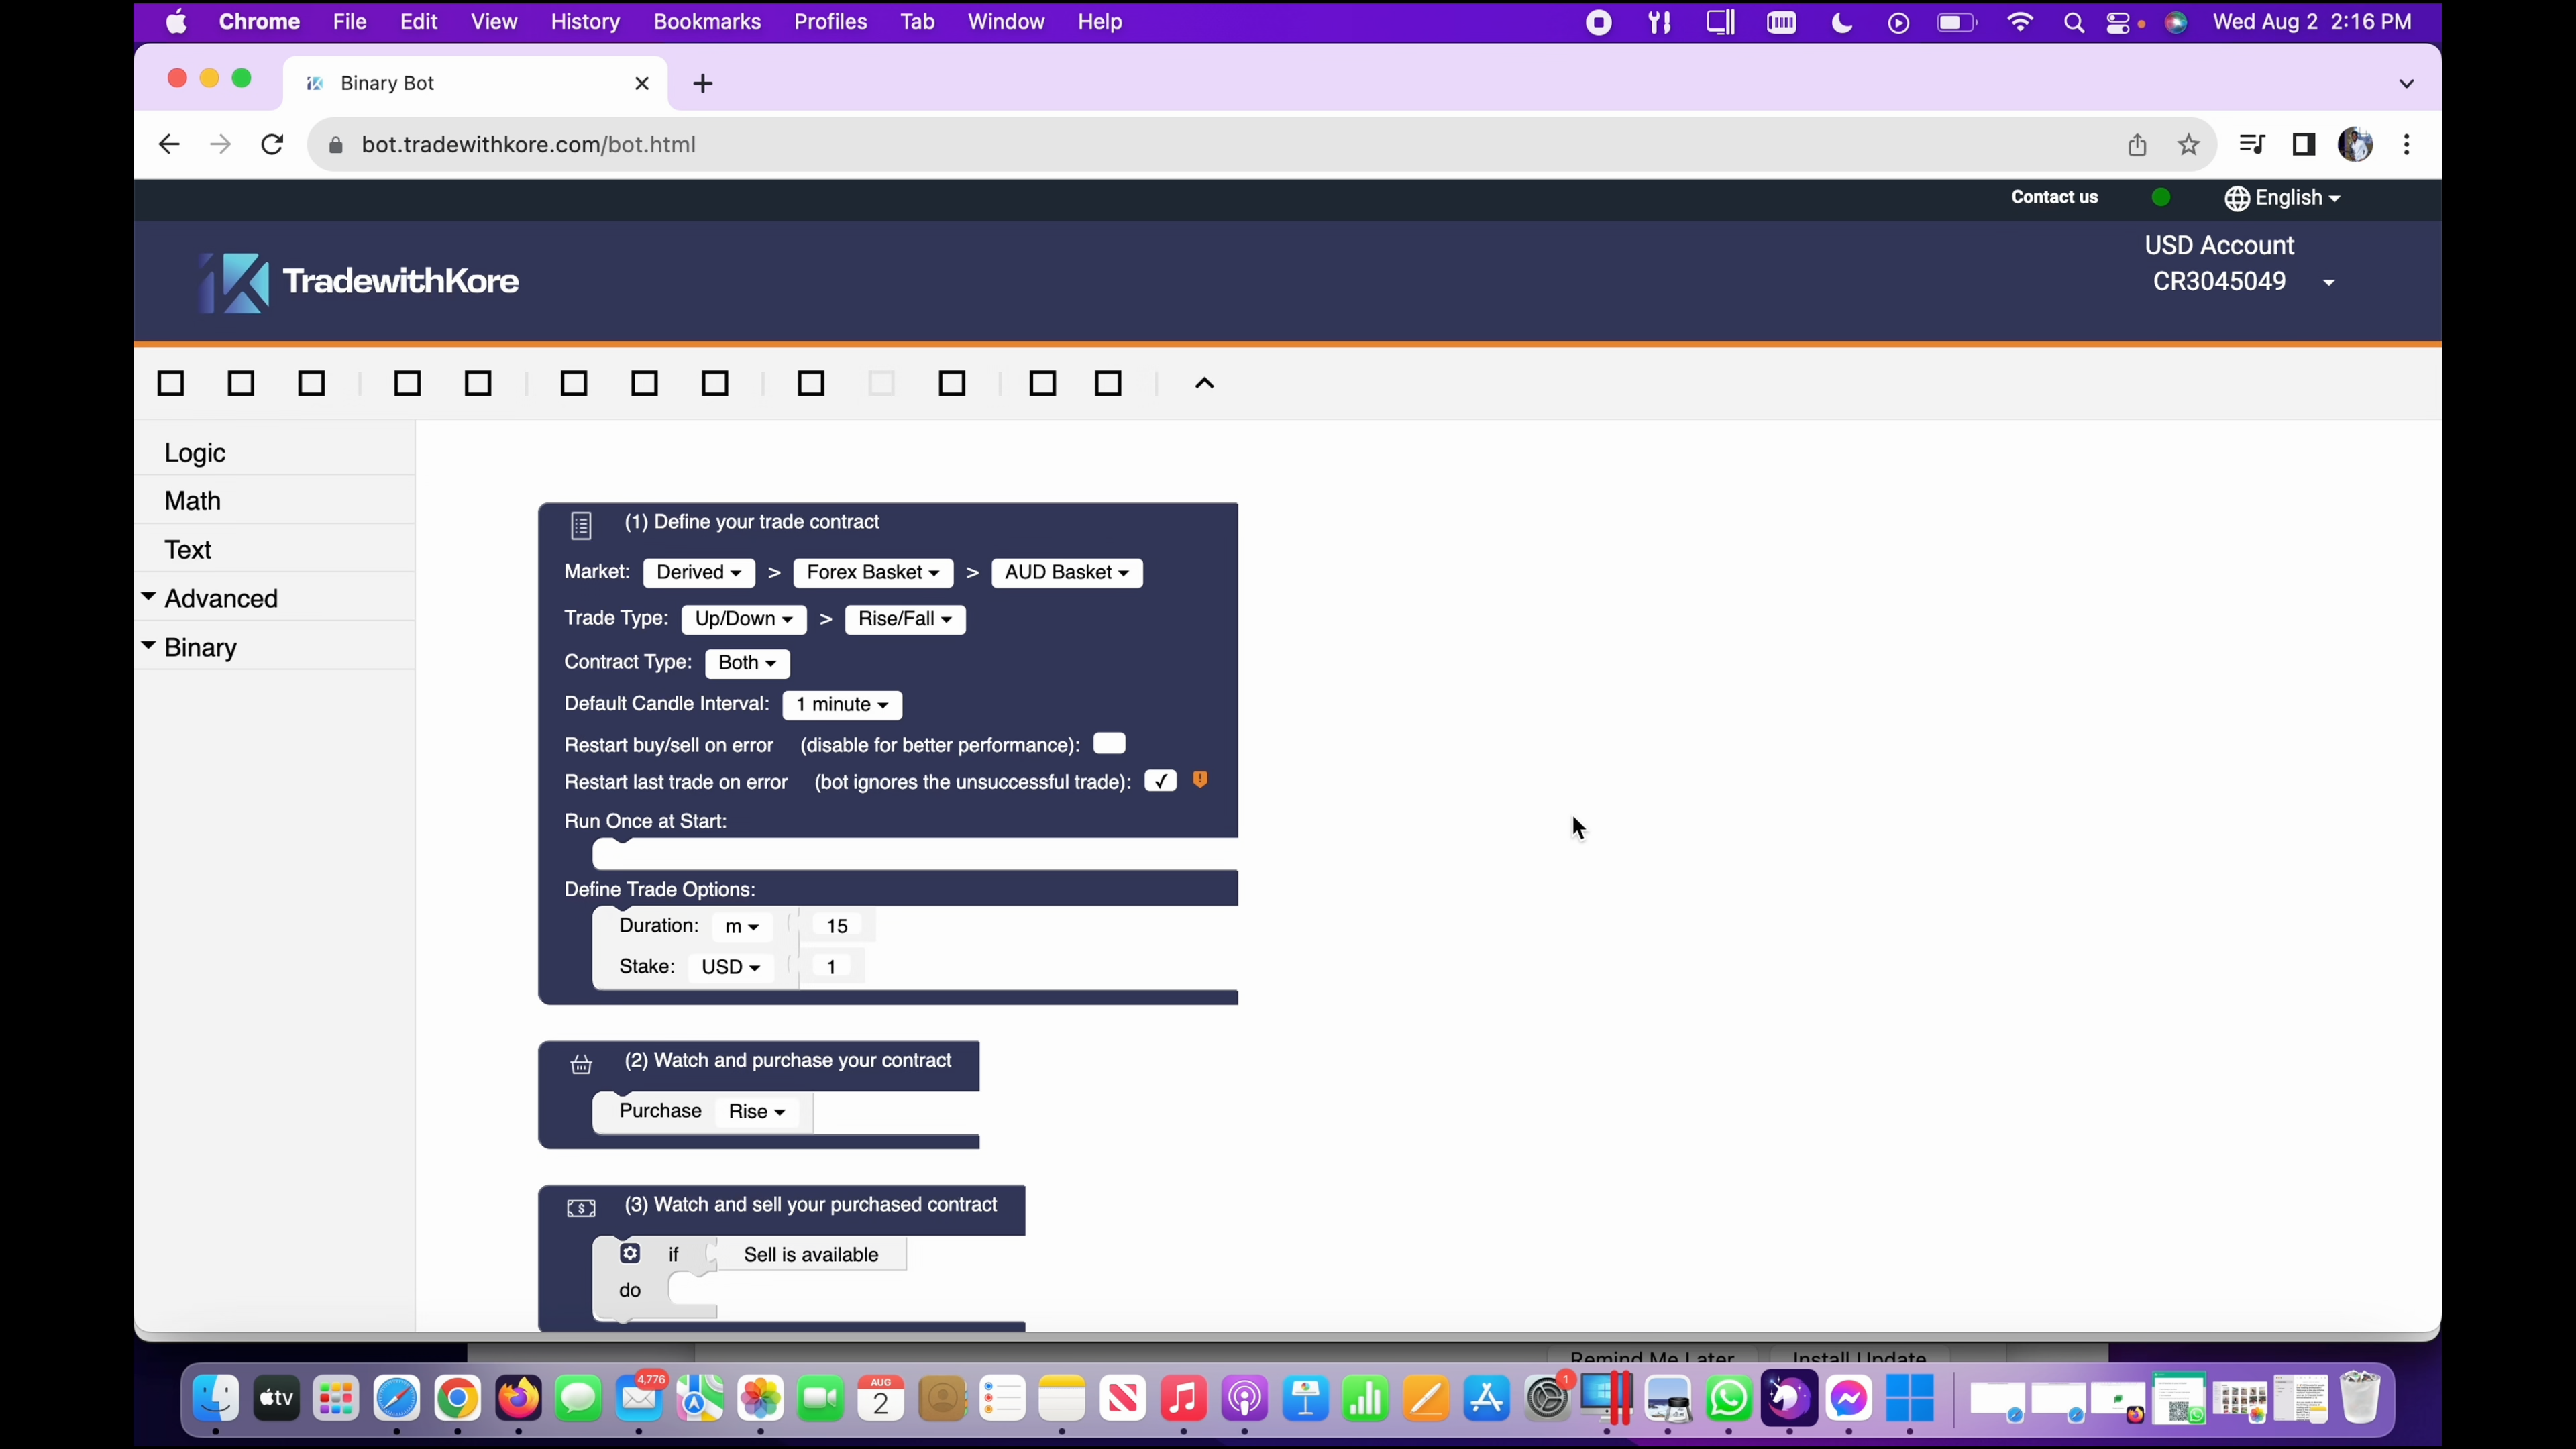 Chrome File Edit View History Bookmarks Profiles Tab Window Help Wed Aug 2 2:16 PM
Binary Bot
bot.tradewithkore.com/bot.html
Contact us English
TradewithKore
USD Account
CR3045049
Logic
Math
Text
Advanced
Binary
(1) Define your trade contract
Market: Derived > Forex Basket > AUD Basket
Trade Type: Up/Down > Rise/Fall
Contract Type: Both
Default Candle Interval: 1 minute
Restart buy/sell on error (disable for better performance):
Restart last trade on error (bot ignores the unsuccessful trade):
Run Once at Start:
Define Trade Options:
Duration: m 15
Stake: USD 1
(2) Watch and purchase your contract
Purchase Rise
(3) Watch and sell your purchased contract
if Sell is available
do
Remind Me Later Install Update
tv
4,776
AUG
2
1